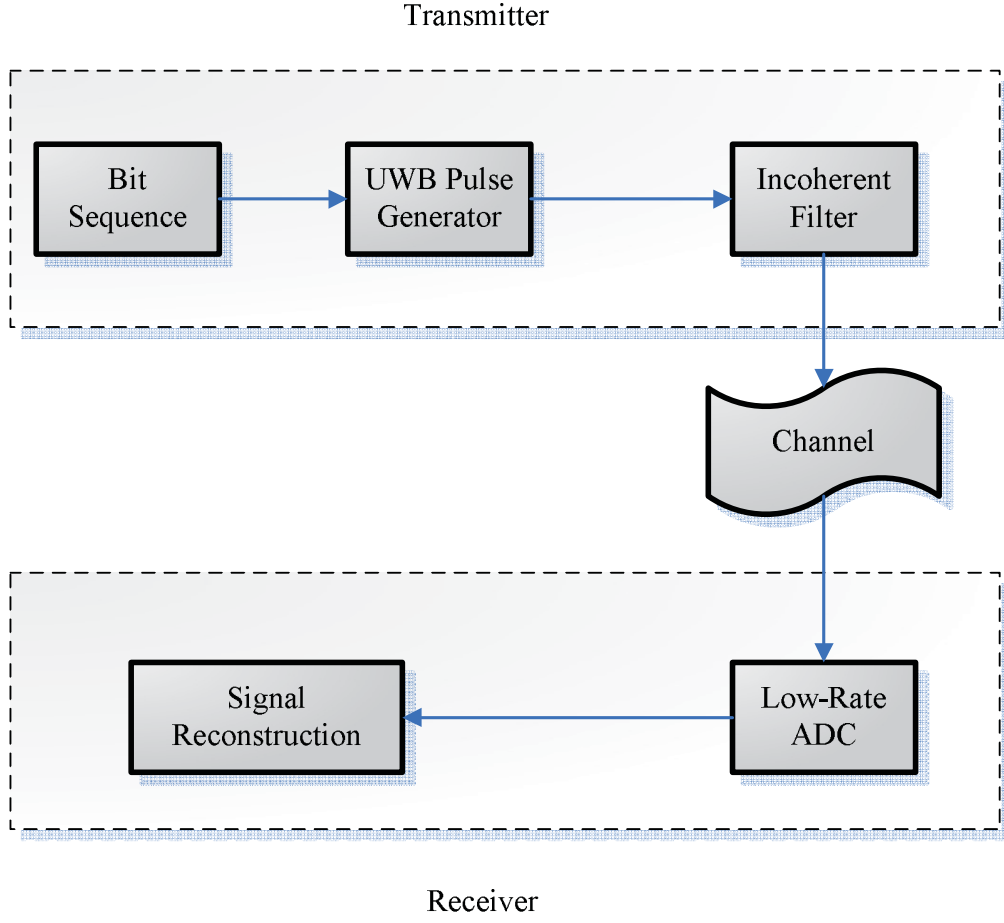 Transmitter
Bit
Sequence
UWB Pulse
Generator
Incoherent
Filter
Channel
Signal
Reconstruction
Low-Rate
ADC
Receiver